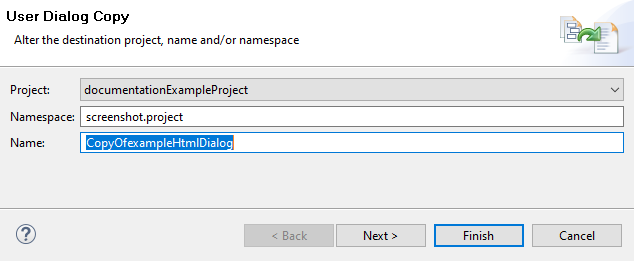 User Dialog Copy
Alter the destination project, name and/or namespace
Project: documentationExampleProject
Namespace: screenshot.project
Name: CopyOfexampleHtmlDialog
? < Back Next > Finish Cancel